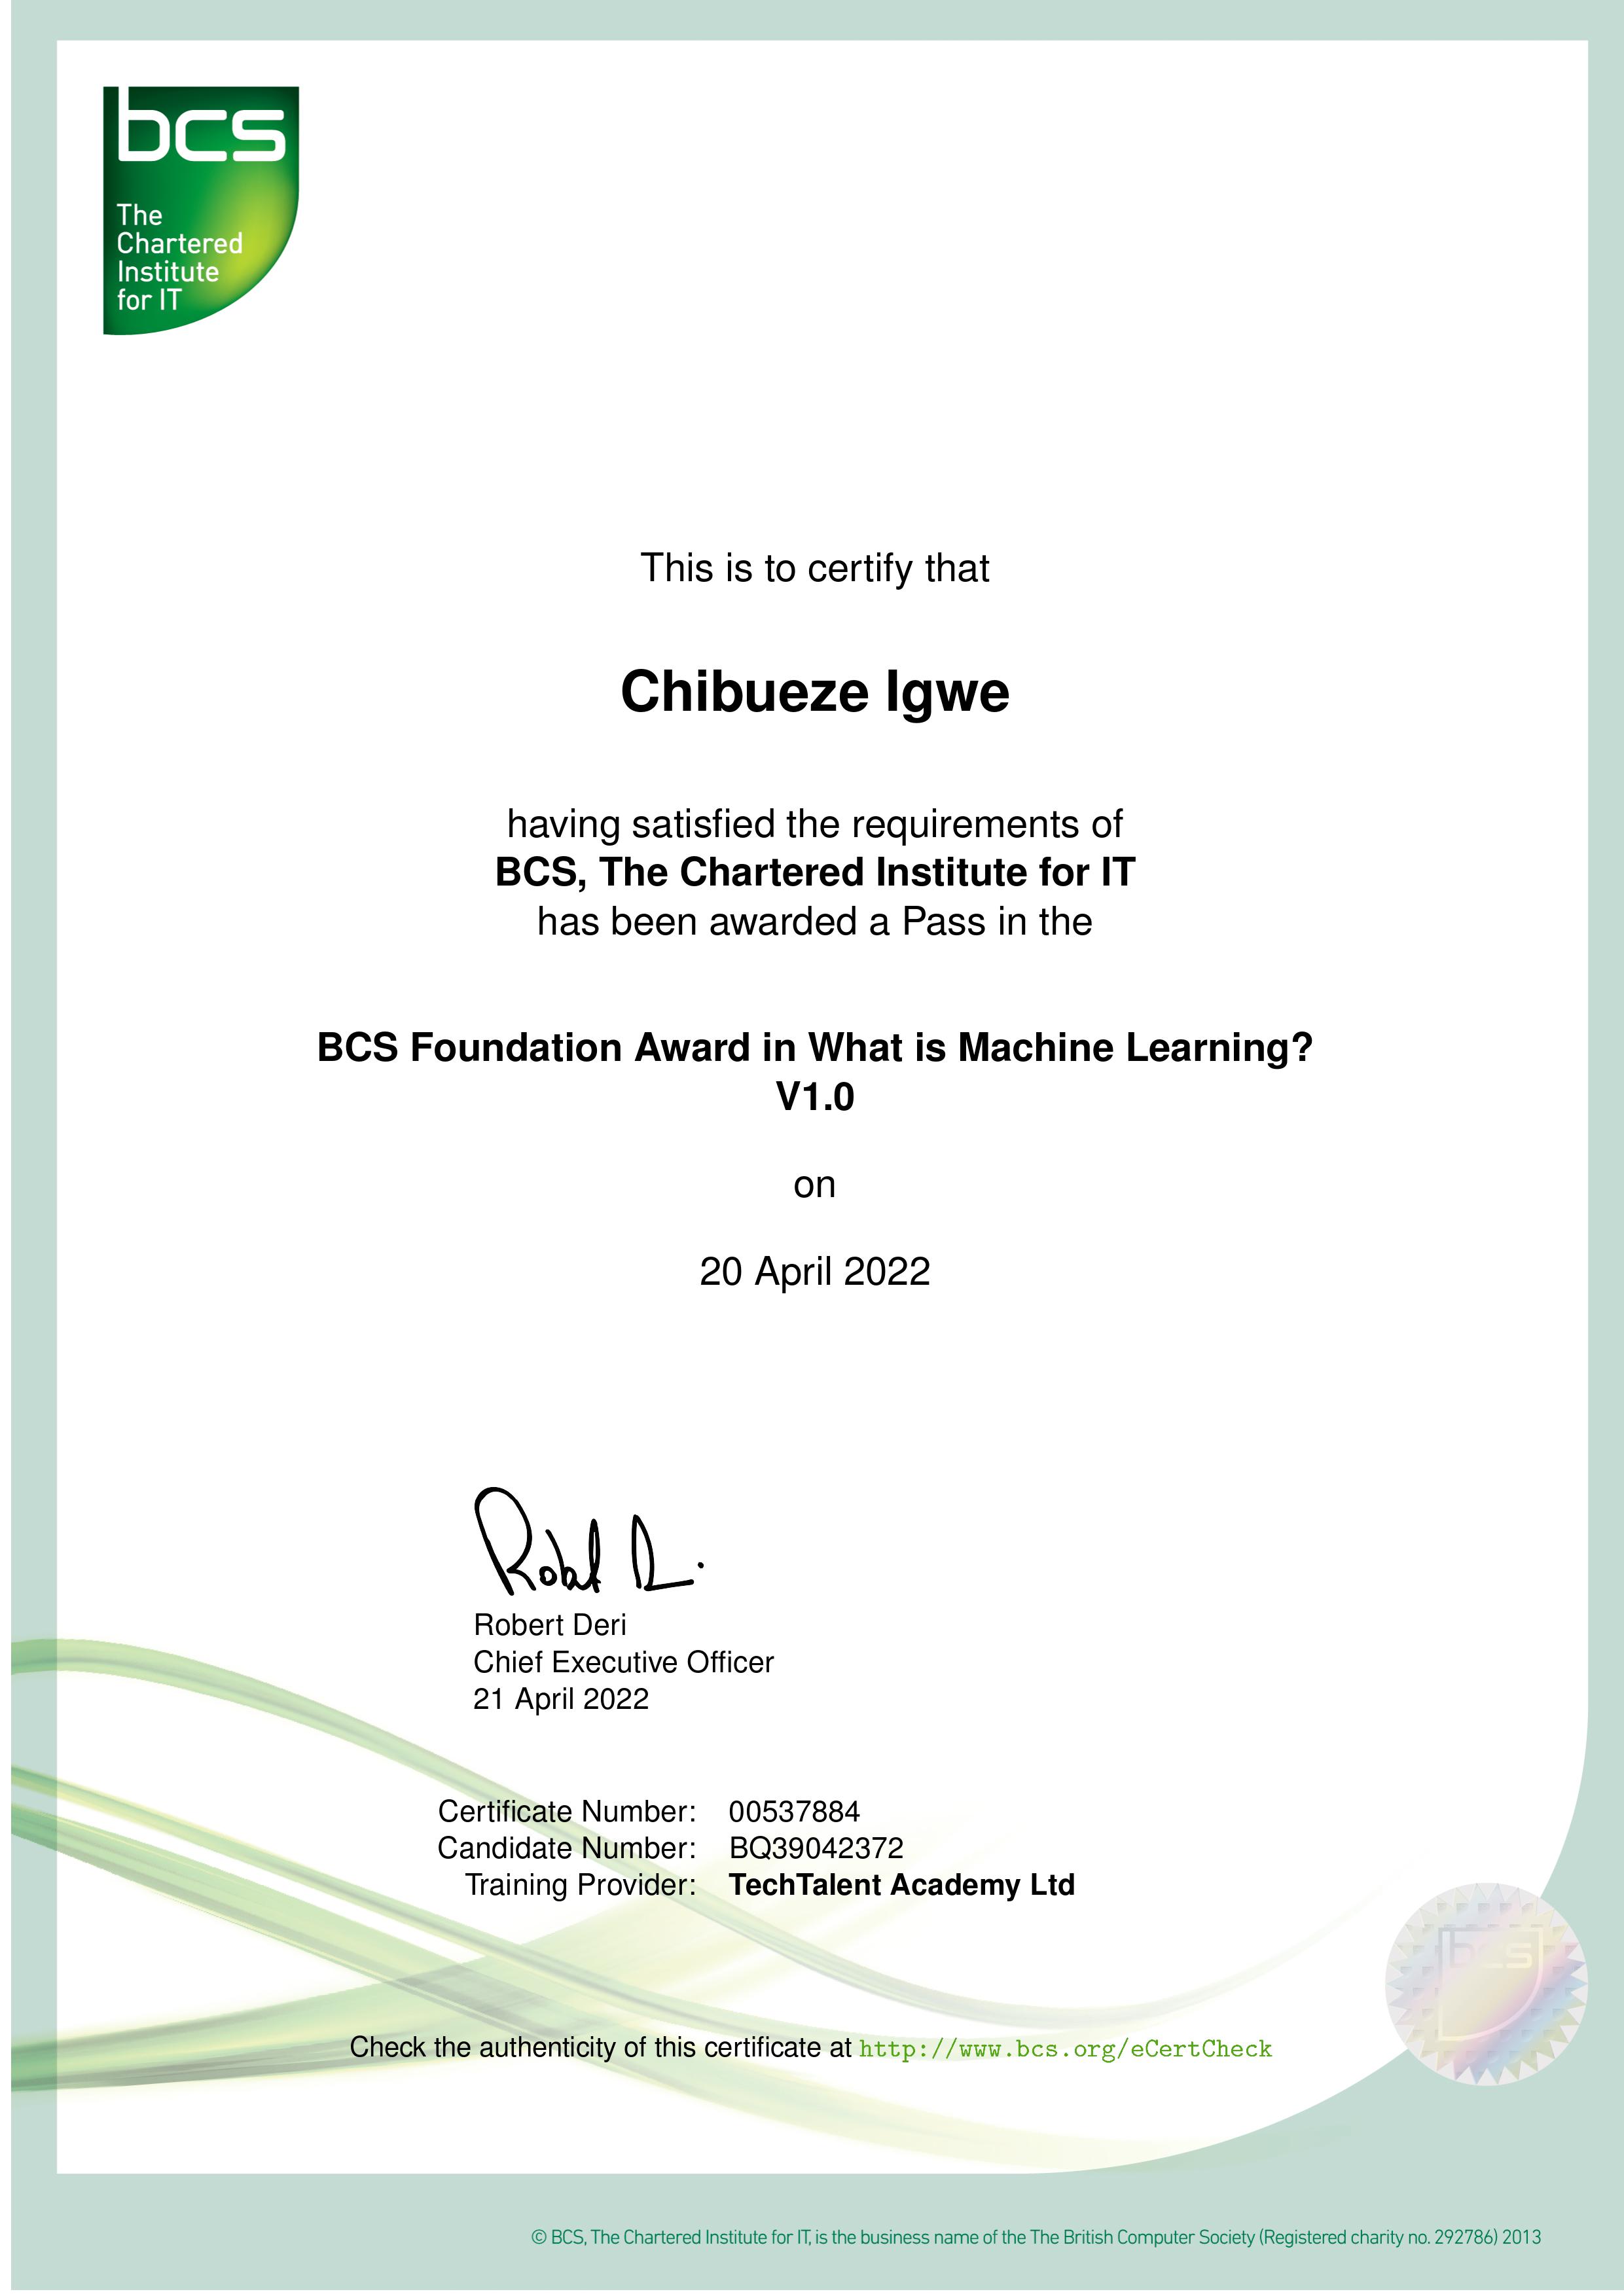 bcs
The
Chartered
Institute
for IT
This is to certify that
Chibueze Igwe
having satisfied the requirements of
BCS, The Chartered Institute for IT
has been awarded a Pass in the
BCS Foundation Award in What is Machine Learning?
V1.0
on
20 April 2022
Robert Deri
Chief Executive Officer
21 April 2022
Certificate Number: 00537884
Candidate Number: BQ39042372
Training Provider: TechTalent Academy Ltd
bcs
Check the authenticity of this certificate at http://www.bcs.org/eCertCheck
© BCS, The Chartered Institute for IT, is the business name of the The British Computer Society (Registered charity no. 292786) 2013